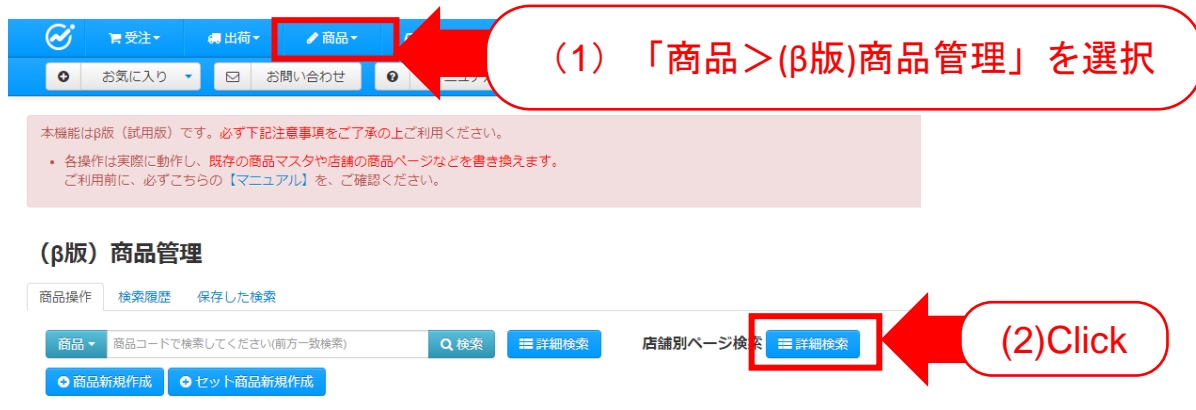 受注 出荷 商品
(1) 「商品＞(β版)商品管理」を選択
お気に入り お問い合わせ
本機能はβ版（試用版）です。必ず下記注意事項をご了承の上ご利用ください。
• 各操作は実際に動作し、既存の商品マスタや店舗の商品ページなどを書き換えます。
ご利用前に、必ずこちらの【マニュアル】を、ご確認ください。
（β版）商品管理
商品操作 検索履歴 保存した検索
商品 商品コードで検索してください(前方一致検索) 検索 詳細検索 店舗別ページ検索 詳細検索
(2)Click
商品新規作成 セット商品新規作成